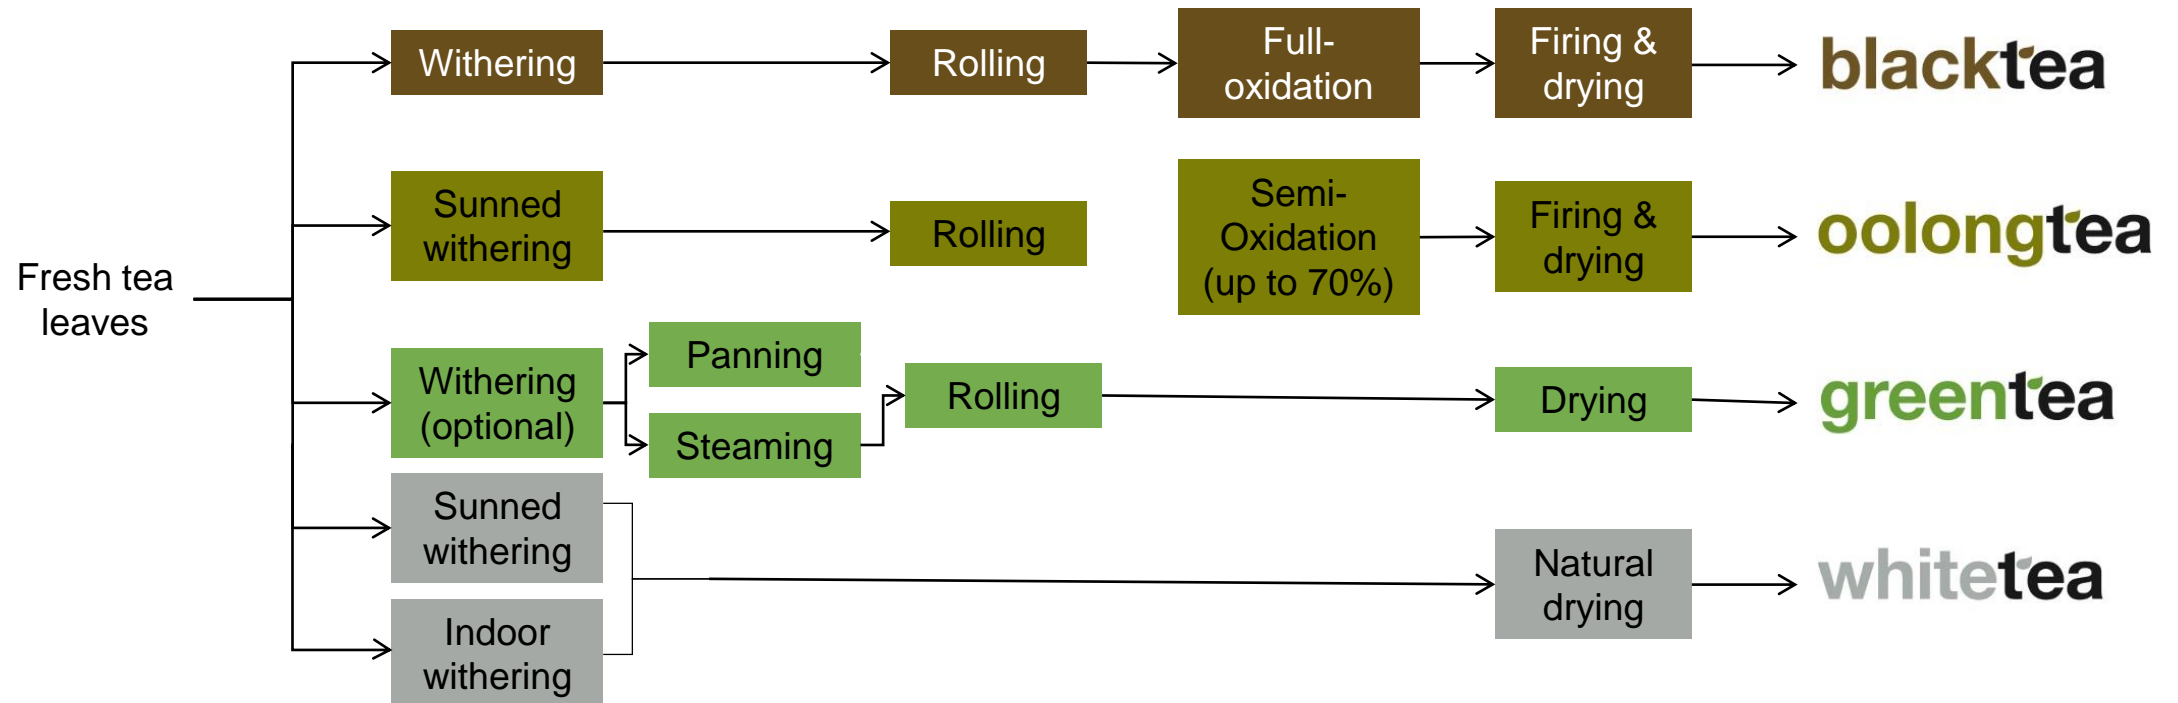 Fresh tea
leaves
Withering
Rolling
Full-
oxidation
Firing &
drying
blacktea
Sunned
withering
Rolling
Semi-
Oxidation
(up to 70%)
Firing &
drying
oolongtea
Withering
(optional)
Panning
Steaming
Rolling
Drying
greentea
Sunned
withering
Indoor
withering
Natural
drying
whitetea